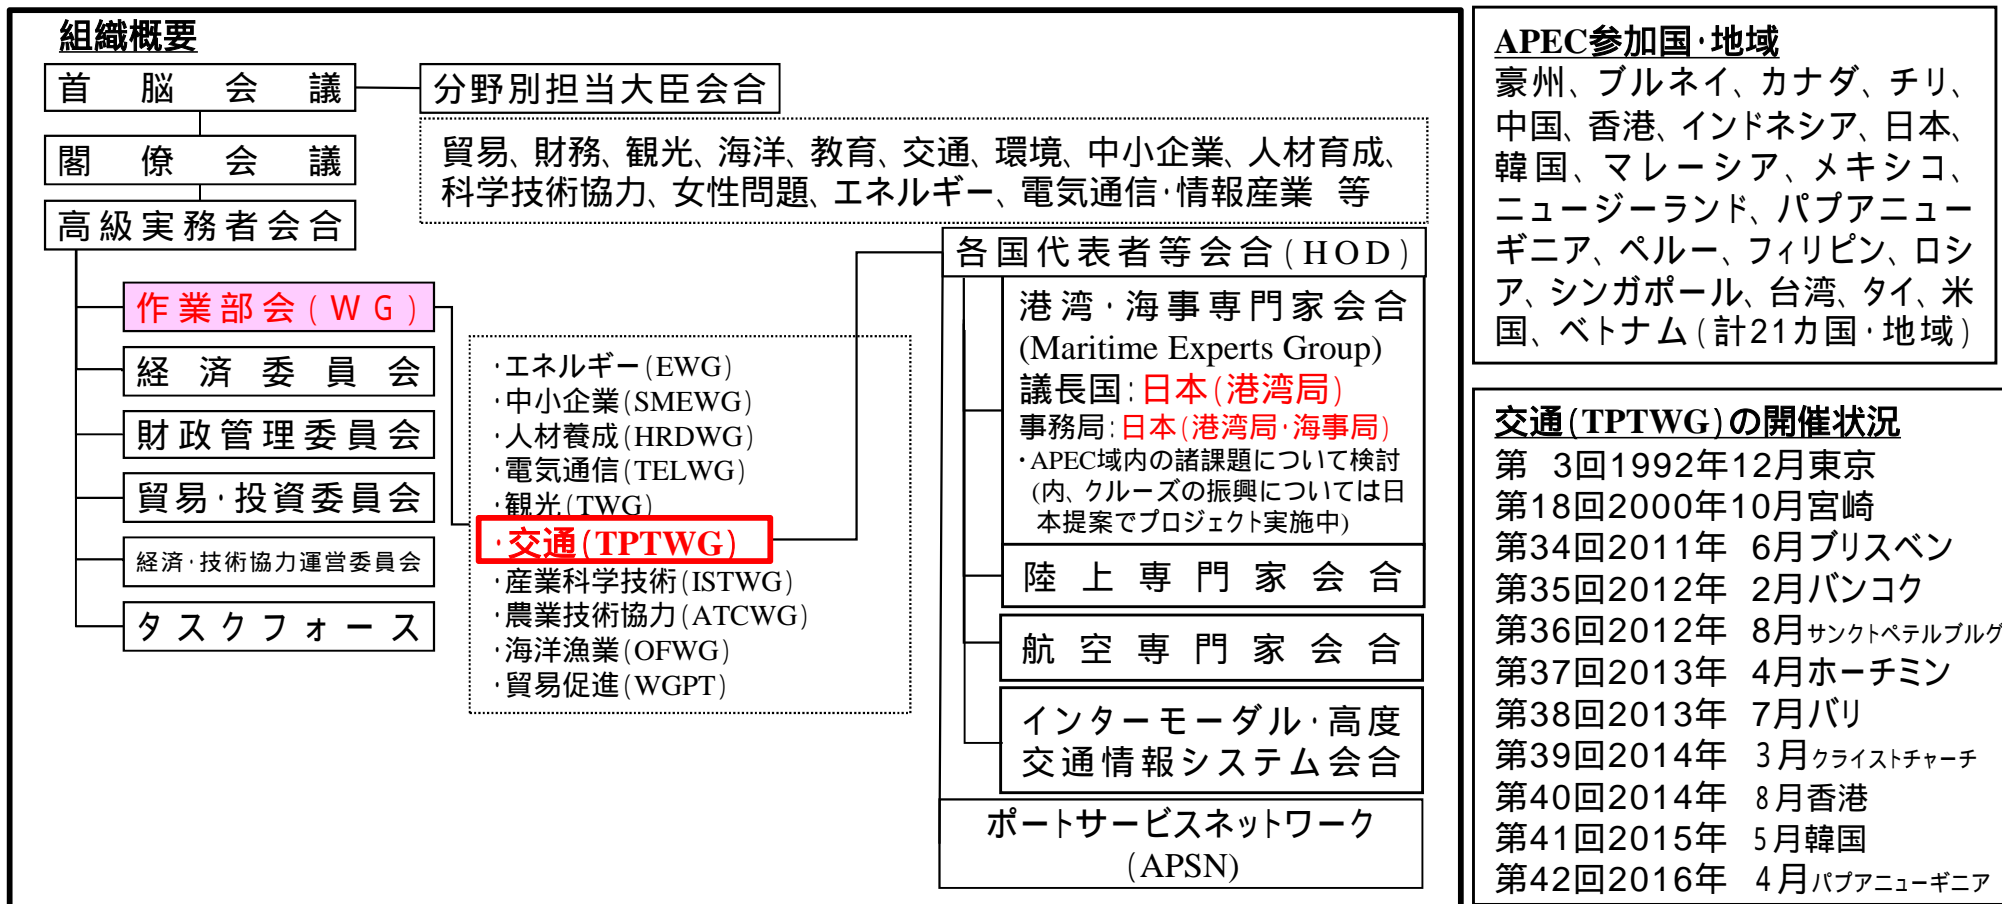 組織概要
首脳会議
分野別担当大臣会合
閣僚会議
貿易、財務、観光、海洋、教育、交通、環境、中小企業、人材育成、
科学技術協力、女性問題、エネルギー、電気通信・情報産業 等
高級実務者会合
作業部会(WG)
経済委員会
財政管理委員会
貿易・投資委員会
経済・技術協力運営委員会
タスクフォース
・エネルギー(EWG)
・中小企業(SMEWG)
・人材養成(HRDWG)
・電気通信(TELWG)
・観光(TWG)
・交通(TPTWG)
・産業科学技術(ISTWG)
・農業技術協力(ATCWG)
・海洋漁業(OFWG)
・貿易促進(WGPT)
各国代表者等会合(HOD)
港湾・海事専門家会合
(Maritime Experts Group)
議長国:日本(港湾局)
事務局:日本(港湾局・海事局)
・APEC域内の諸課題について検討
(内、クルーズの振興については日
本提案でプロジェクト実施中)
陸上専門家会合
航空専門家会合
インターモーダル・高度
交通情報システム会合
ポートサービスネットワーク
(APSN)
APEC参加国・地域
豪州、ブルネイ、カナダ、チリ、
中国、香港、インドネシア、日本、
韓国、マレーシア、メキシコ、
ニュージーランド、パプアニュー
ギニア、ペルー、フィリピン、ロシ
ア、シンガポール、台湾、タイ、米
国、ベトナム(計21カ国・地域)
交通(TPTWG)の開催状況
第 3回1992年12月東京
第18回2000年10月宮崎
第34回2011年 6月ブリスベン
第35回2012年 2月バンコク
第36回2012年 8月サンクトペテルブルグ
第37回2013年 4月ホーチミン
第38回2013年 7月バリ
第39回2014年 3月クライストチャーチ
第40回2014年 8月香港
第41回2015年 5月韓国
第42回2016年 4月パプアニューギニア